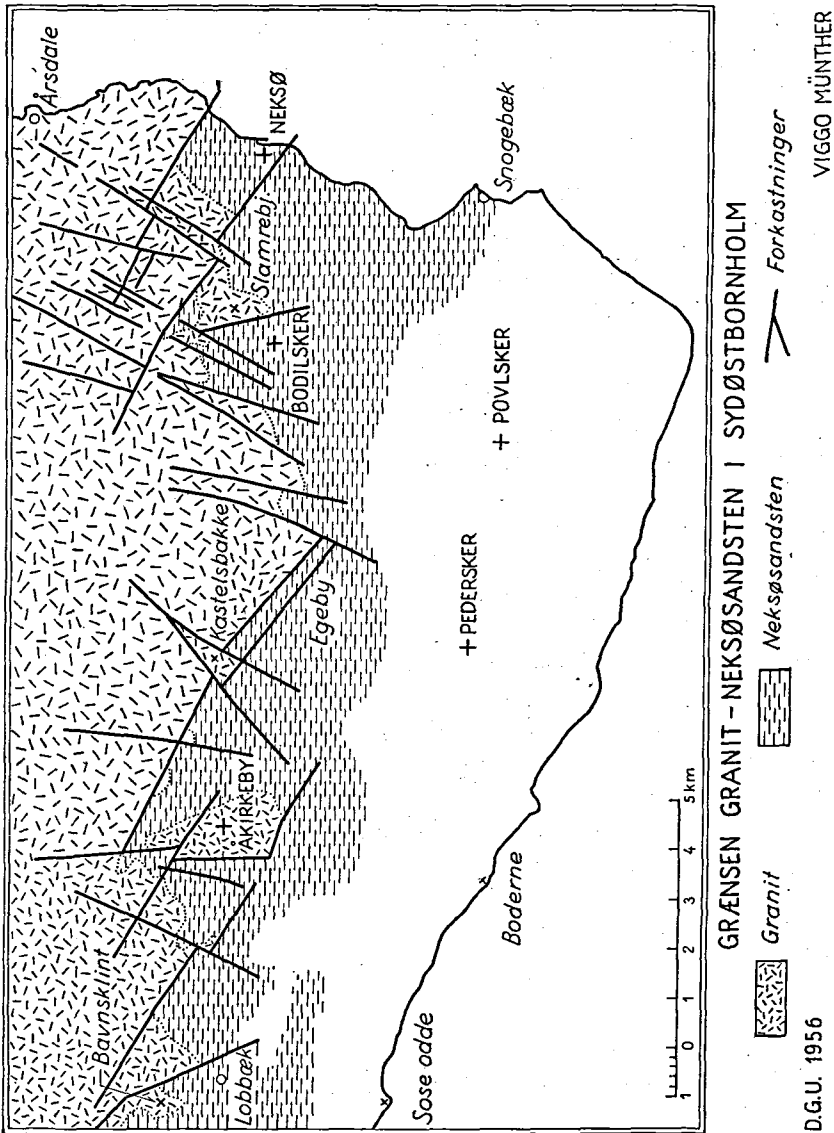 Årsdale
NEKSØ
Snogebæk
Slamreby
BODILSKER
POVLSKER
Kastelsbakke
Egeby
PEDERSKER
ÅKIRKEBY
Bavnsklint
Lobbæk
Boderne
Sose odde
1 0 1 2 3 4 5 km
GRÆNSEN GRANIT - NEKSØSANDSTEN I SYDØSTBORNHOLM
Granit
Neksøsandsten
Forkastninger
D.G.U. 1956
VIGGO MÜNTHER